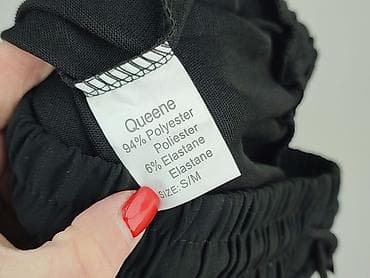 Queene
94% Polyester
Poliester
6% Elastane
Elastane
SIZE: S/M